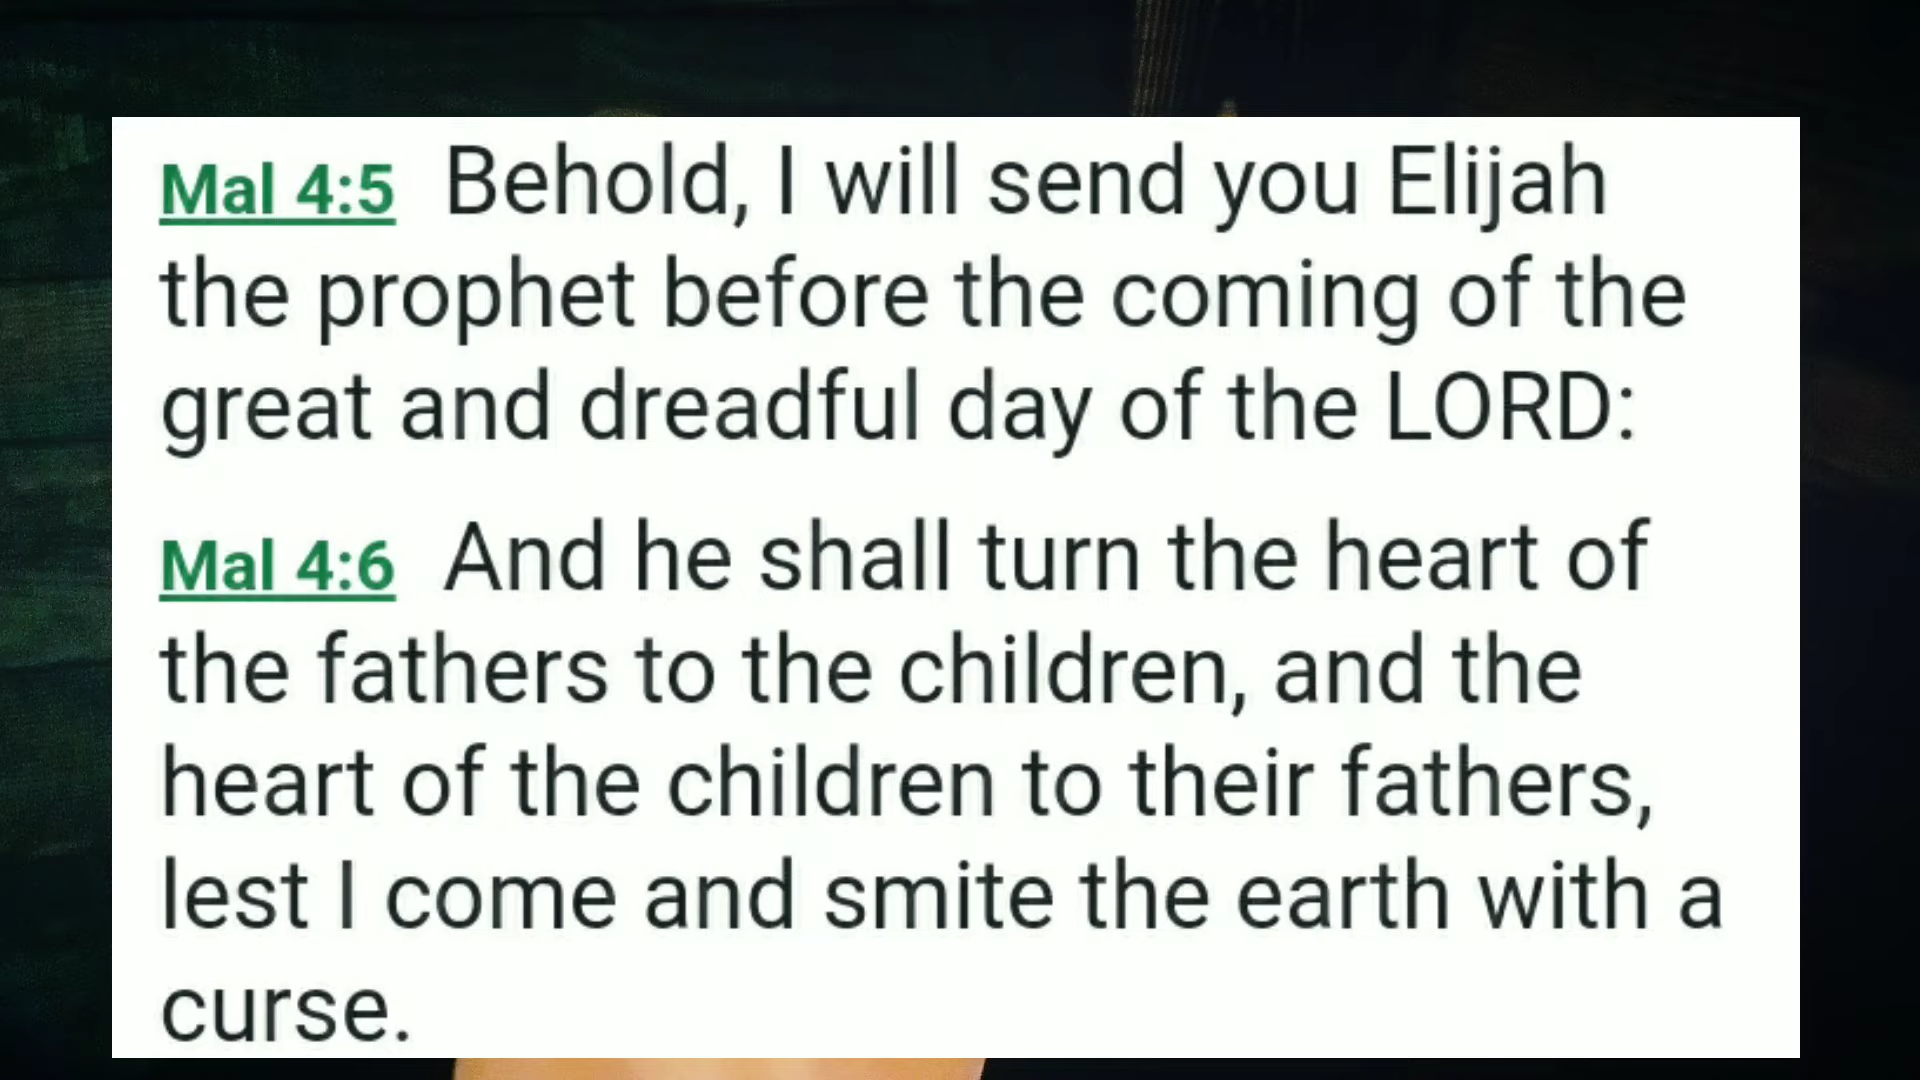 Mal 4:5 Behold, I will send you Elijah
the prophet before the coming of the
great and dreadful day of the LORD:
Mal 4:6 And he shall turn the heart of
the fathers to the children, and the
heart of the children to their fathers,
lest I come and smite the earth with a
curse.